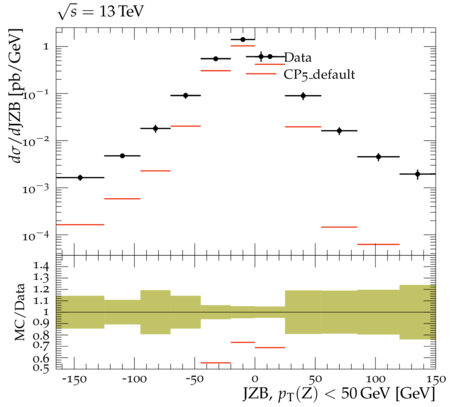 √s = 13 TeV
dσ/dJZB [pb/GeV]
1
10⁻¹
10⁻²
10⁻³
10⁻⁴
Data
CP5_default
MC/Data
1.4
1.3
1.2
1.1
1
0.9
0.8
0.7
0.6
0.5
-150 -100 -50 0 50 100 150
JZB, p_T(Z) < 50 GeV [GeV]